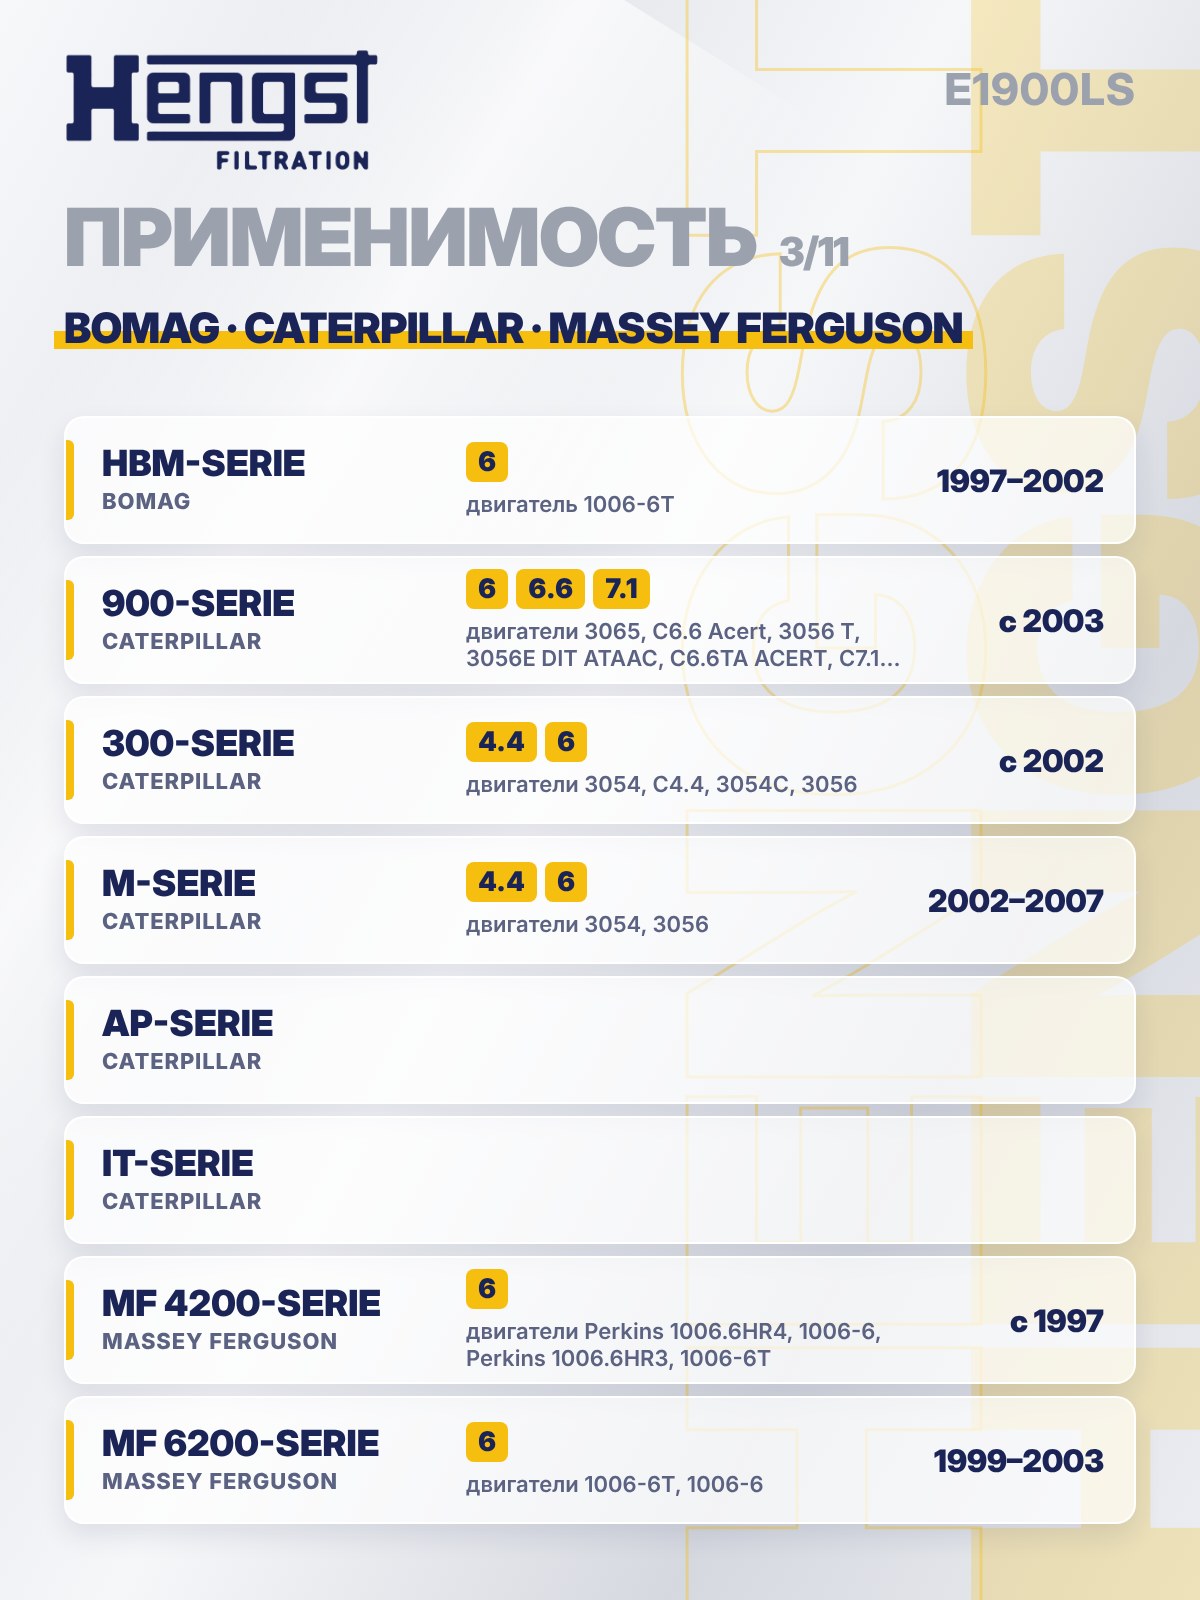 Hengst
FILTRATION
E1900LS
ПРИМЕНИМОСТЬ 3/11
BOMAG · CATERPILLAR · MASSEY FERGUSON
HBM-SERIE
BOMAG
6
двигатель 1006-6T
1997–2002
900-SERIE
CATERPILLAR
6 6.6 7.1
двигатели 3065, C6.6 Acert, 3056 T,
3056E DIT ATAAC, C6.6TA ACERT, C7.1...
с 2003
300-SERIE
CATERPILLAR
4.4 6
двигатели 3054, C4.4, 3054C, 3056
с 2002
M-SERIE
CATERPILLAR
4.4 6
двигатели 3054, 3056
2002–2007
AP-SERIE
CATERPILLAR
IT-SERIE
CATERPILLAR
MF 4200-SERIE
MASSEY FERGUSON
6
двигатели Perkins 1006.6HR4, 1006-6,
Perkins 1006.6HR3, 1006-6T
с 1997
MF 6200-SERIE
MASSEY FERGUSON
6
двигатели 1006-6T, 1006-6
1999–2003
HENGST
HENGST